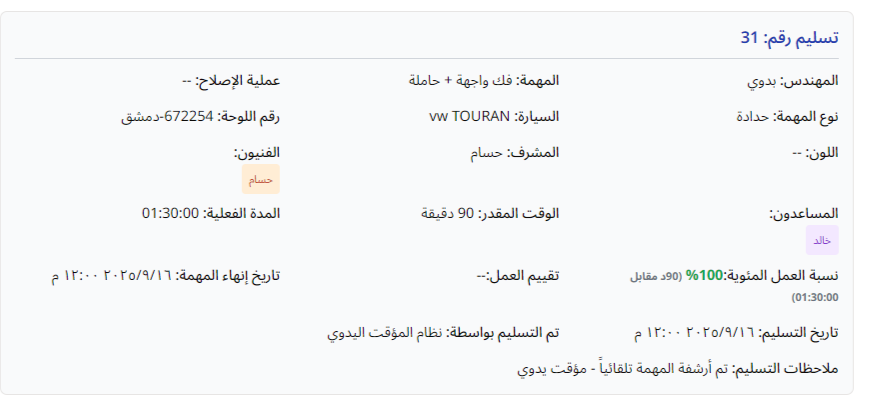 تسليم رقم: 31
المهندس: بدوي
المهمة: فك واجهة + حاملة
عملية الإصلاح: --
نوع المهمة: حدادة
السيارة: vw TOURAN
رقم اللوحة: 672254-دمشق
اللون: --
المشرف: حسام
الفنيون:
حسام
المساعدون:
خالد
الوقت المقدر: 90 دقيقة
المدة الفعلية: 01:30:00
نسبة العمل المئوية:100% (90د مقابل
01:30:00)
تقييم العمل:--
تاريخ إنهاء المهمة: ٢٠٢٥/٩/١٦ ١٢:٠٠ م
تاريخ التسليم: ٢٠٢٥/٩/١٦ ١٢:٠٠ م
تم التسليم بواسطة: نظام المؤقت اليدوي
ملاحظات التسليم: تم أرشفة المهمة تلقائياً - مؤقت يدوي